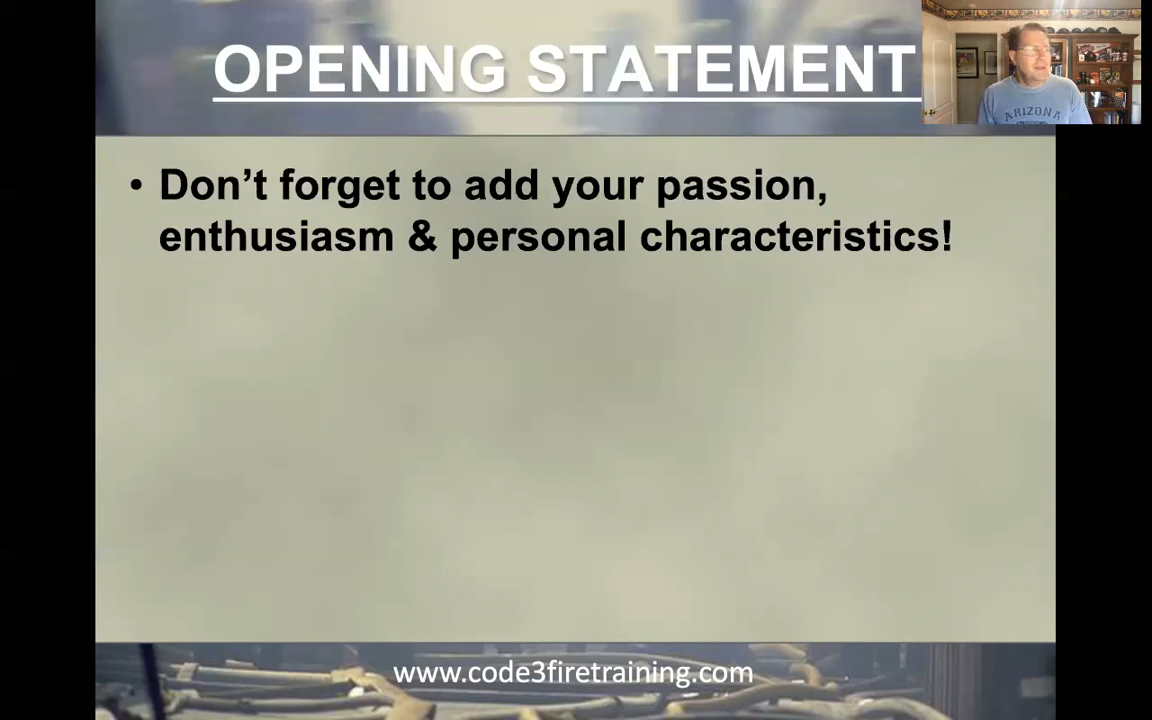 OPENING STATEMENT
ARIZONA
• Don't forget to add your passion,
enthusiasm & personal characteristics!
www.code3firetraining.com